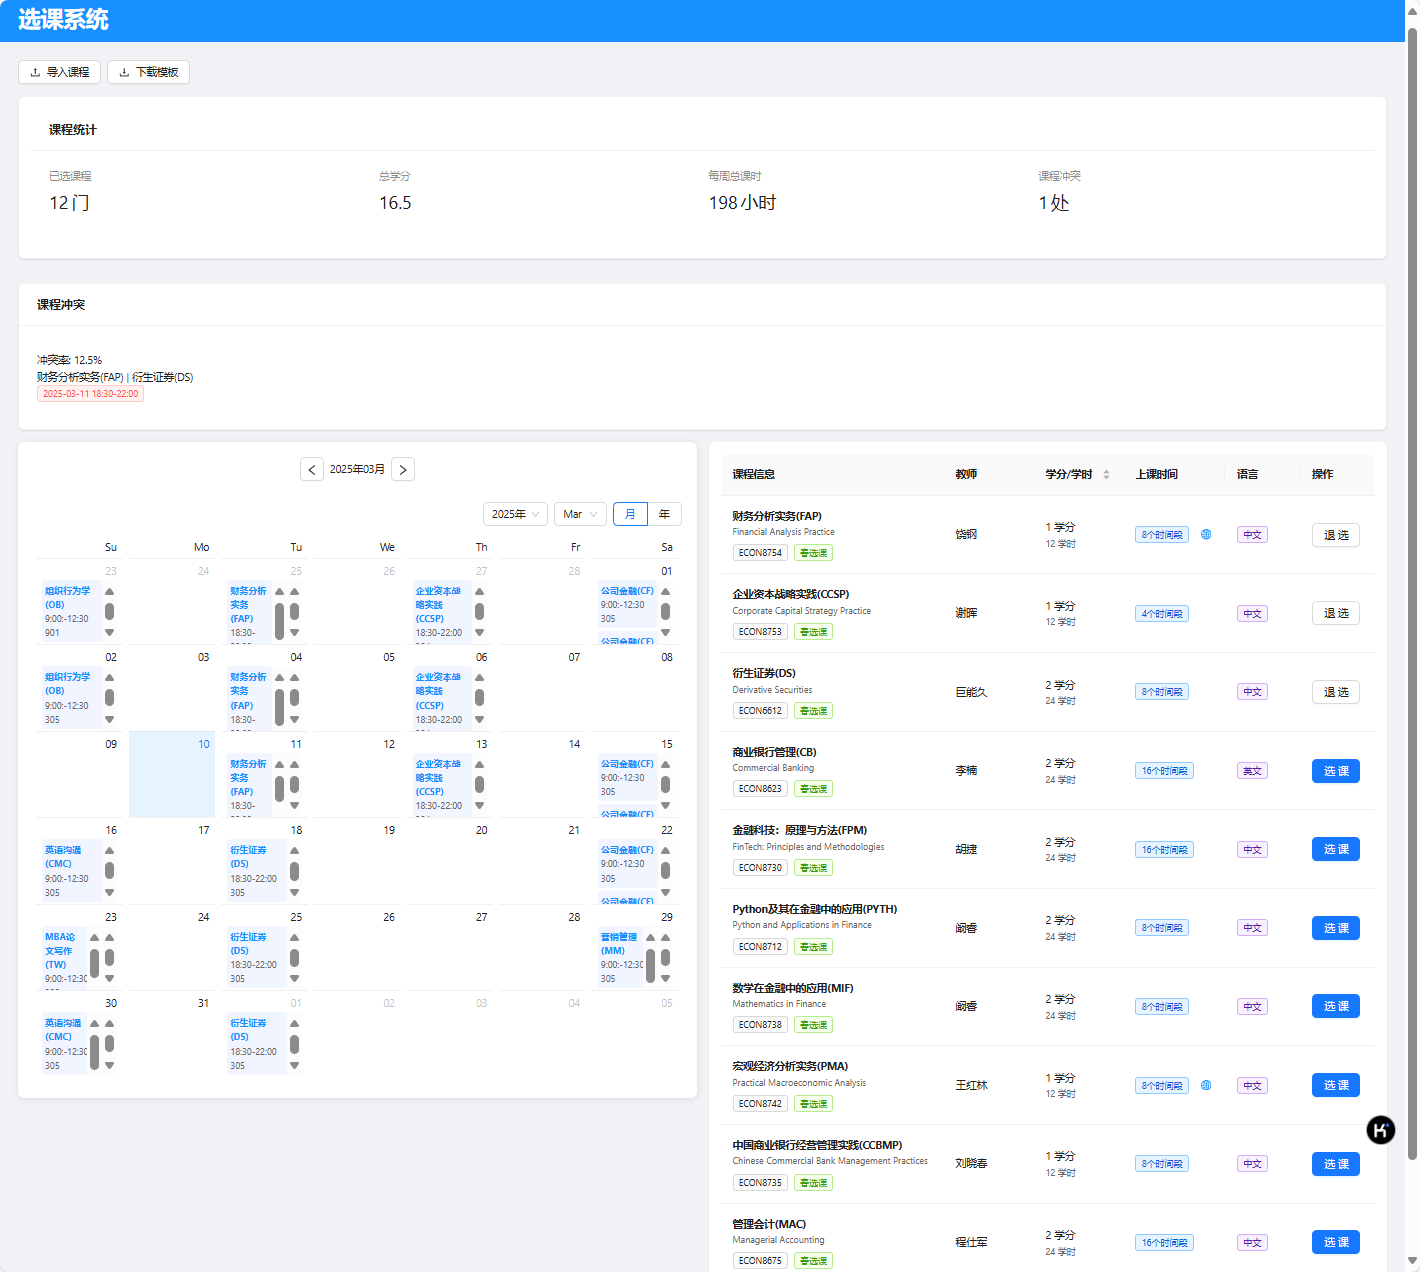 选课系统
导入课程 下载模板
课程统计
已选课程 总学分 每周总课时 课程冲突
12 门 16.5 198 小时 1 处
课程冲突
冲突率: 12.5%
财务分析实务(FAP) | 衍生证券(DS)
2025-03-11 18:30-22:00
2025年03月
2025年 Mar 月 年
Su Mo Tu We Th Fr Sa
23 24 25 26 27 28 01
组织行为学(OB) 9:00:-12:30 901
财务分析实务(FAP) 18:30-
企业资本战略实践(CCSP) 18:30-22:00
公司金融(CF) 9:00:-12:30 305
公司金融(CF)
02 03 04 05 06 07 08
组织行为学(OB) 9:00:-12:30 305
财务分析实务(FAP) 18:30-
企业资本战略实践(CCSP) 18:30-22:00
09 10 11 12 13 14 15
财务分析实务(FAP) 18:30-
企业资本战略实践(CCSP) 18:30-22:00
公司金融(CF) 9:00:-12:30 305
公司金融(CF)
16 17 18 19 20 21 22
英语沟通(CMC) 9:00:-12:30 305
衍生证券(DS) 18:30-22:00 305
公司金融(CF) 9:00:-12:30 305
公司金融(CF)
23 24 25 26 27 28 29
MBA论文写作(TW) 9:00:-12:30
衍生证券(DS) 18:30-22:00 305
营销管理(MM) 9:00:-12:30 305
30 31 01 02 03 04 05
英语沟通(CMC) 9:00:-12:30 305
衍生证券(DS) 18:30-22:00 305
课程信息 教师 学分/学时 上课时间 语言 操作
财务分析实务(FAP)
Financial Analysis Practice
ECON8754 春选课
饶钢 1 学分 12 学时 8个时间段 中文 退 选
企业资本战略实践(CCSP)
Corporate Capital Strategy Practice
ECON8753 春选课
谢晖 1 学分 12 学时 4个时间段 中文 退 选
衍生证券(DS)
Derivative Securities
ECON6612 春选课
巨能久 2 学分 24 学时 8个时间段 中文 退 选
商业银行管理(CB)
Commercial Banking
ECON8623 春选课
李楠 2 学分 24 学时 16个时间段 英文 选 课
金融科技：原理与方法(FPM)
FinTech: Principles and Methodologies
ECON8730 春选课
胡捷 2 学分 24 学时 16个时间段 中文 选 课
Python及其在金融中的应用(PYTH)
Python and Applications in Finance
ECON8712 春选课
阚睿 2 学分 24 学时 8个时间段 中文 选 课
数学在金融中的应用(MIF)
Mathematics in Finance
ECON8738 春选课
阚睿 2 学分 24 学时 8个时间段 中文 选 课
宏观经济分析实务(PMA)
Practical Macroeconomic Analysis
ECON8742 春选课
王红林 1 学分 12 学时 8个时间段 中文 选 课
中国商业银行经营管理实践(CCBMP)
Chinese Commercial Bank Management Practices
ECON8735 春选课
刘晓春 1 学分 12 学时 8个时间段 中文 选 课
管理会计(MAC)
Managerial Accounting
ECON8675 春选课
程仕军 2 学分 24 学时 16个时间段 中文 选 课